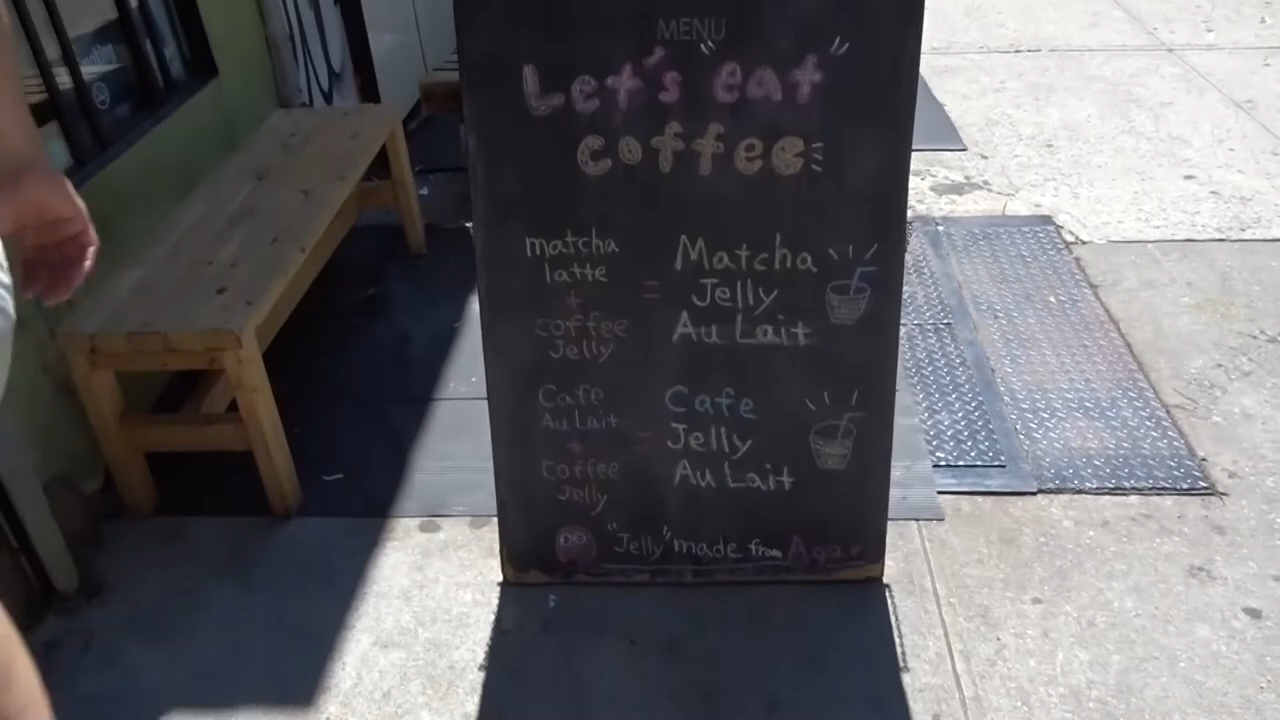 MENU
Let's "eat"
coffee
matcha
latte
+
coffee
Jelly
=
Matcha
Jelly
Au Lait
Cafe
Au Lait
+
coffee
Jelly
=
Cafe
Jelly
Au Lait
"Jelly" made from Agar